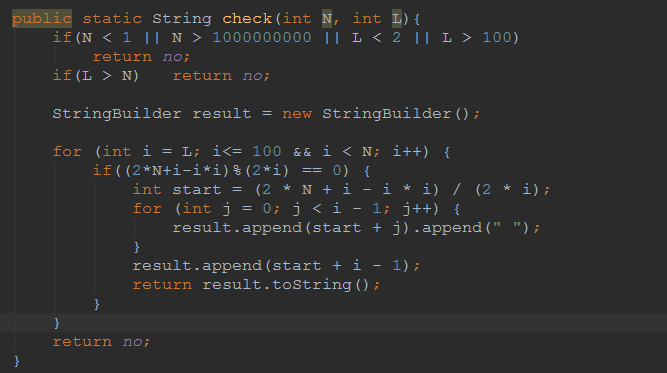 public static String check(int N, int L){
    if(N < 1 || N > 1000000000 || L < 2 || L > 100)
        return no;
    if(L > N)   return no;

    StringBuilder result = new StringBuilder();

    for (int i = L; i<= 100 && i < N; i++) {
        if((2*N+i-i*i)%(2*i) == 0) {
            int start = (2 * N + i - i * i) / (2 * i);
            for (int j = 0; j < i - 1; j++) {
                result.append(start + j).append(" ");
            }
            result.append(start + i - 1);
            return result.toString();
        }
    }
    return no;
}